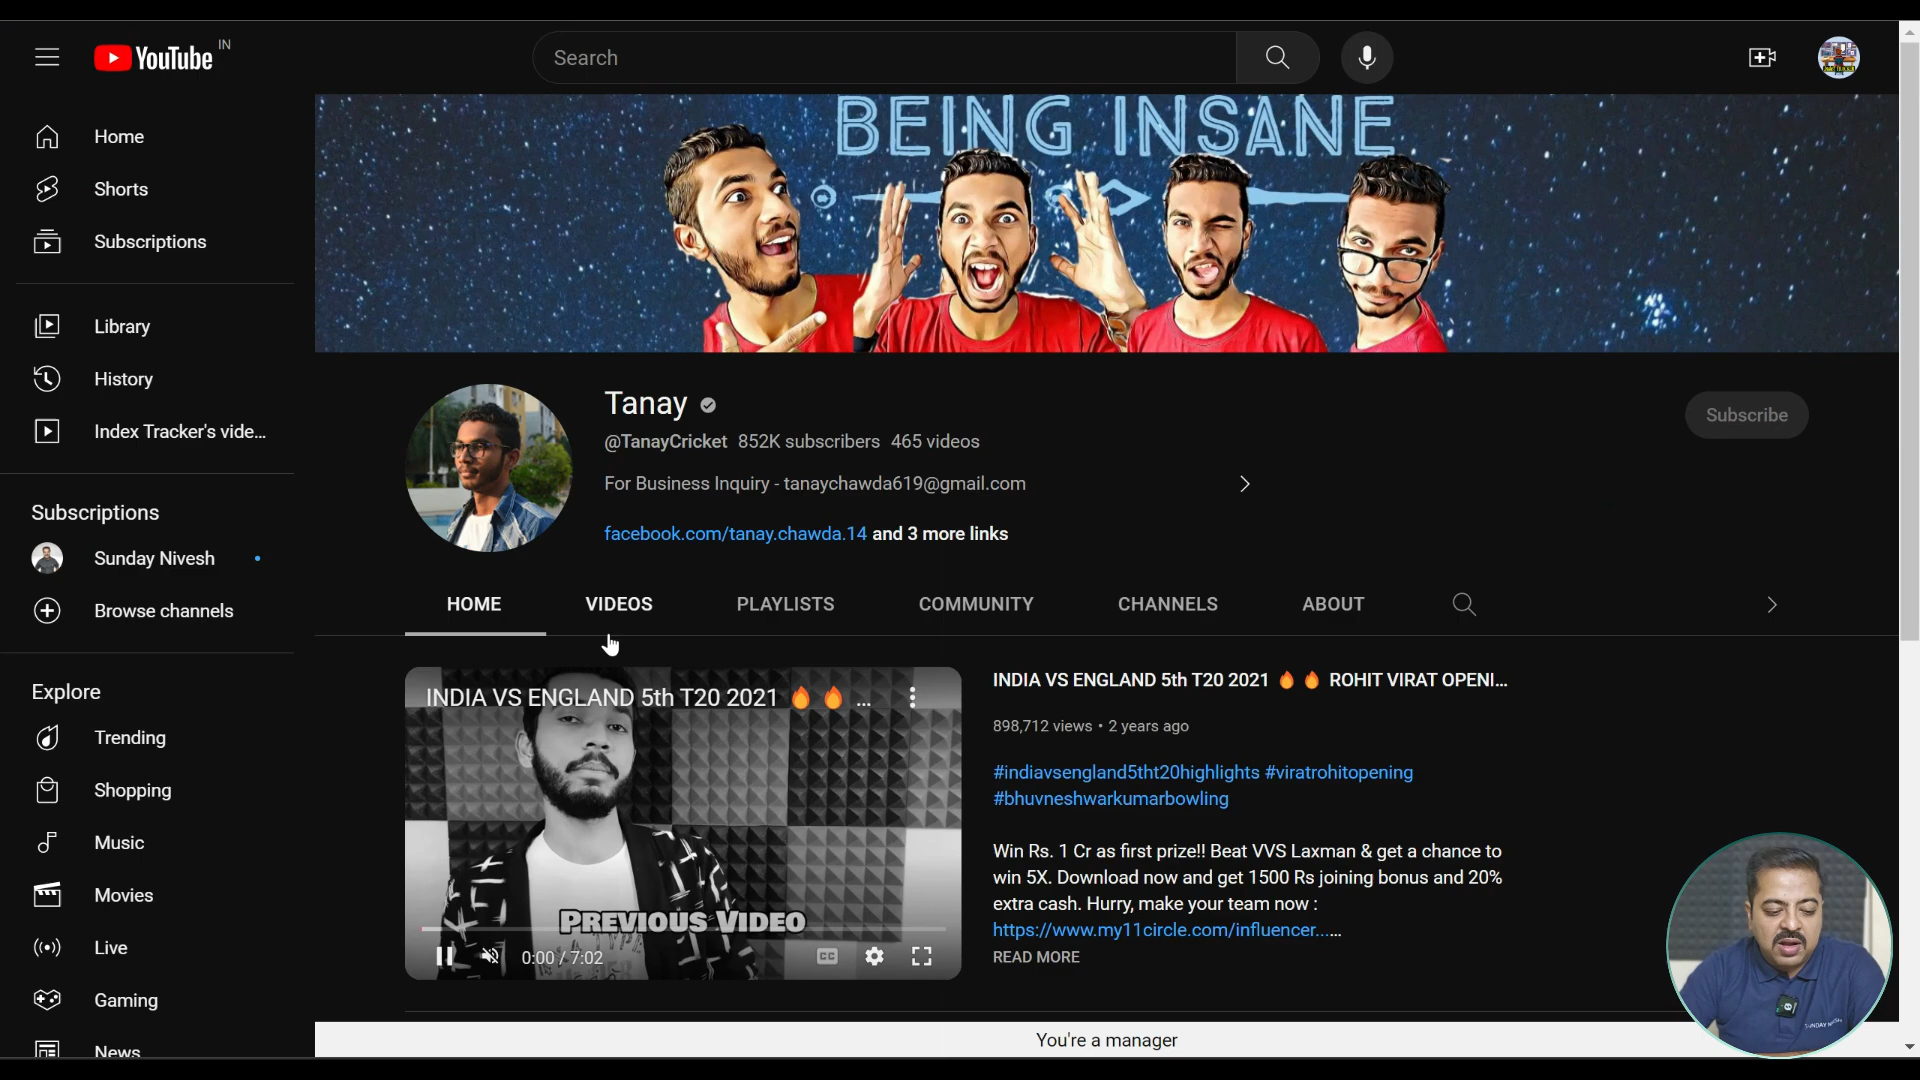 YouTube IN
Search
BEING INSANE
Home
Shorts
Subscriptions
Library
History
Index Tracker's vide...
Subscriptions
Sunday Nivesh
Browse channels
Explore
Trending
Shopping
Music
Movies
Live
Gaming
News
Tanay
@TanayCricket 852K subscribers 465 videos
For Business Inquiry - tanaychawda619@gmail.com
facebook.com/tanay.chawda.14 and 3 more links
Subscribe
HOME VIDEOS PLAYLISTS COMMUNITY CHANNELS ABOUT
INDIA VS ENGLAND 5th T20 2021 🔥 🔥 ...
PREVIOUS VIDEO
0:00 / 7:02
CC
INDIA VS ENGLAND 5th T20 2021 🔥 🔥 ROHIT VIRAT OPENI...
898,712 views • 2 years ago
#indiavsengland5tht20highlights #viratrohitopening
#bhuvneshwarkumarbowling
Win Rs. 1 Cr as first prize!! Beat VVS Laxman & get a chance to
win 5X. Download now and get 1500 Rs joining bonus and 20%
extra cash. Hurry, make your team now :
https://www.my11circle.com/influencer......
READ MORE
You're a manager